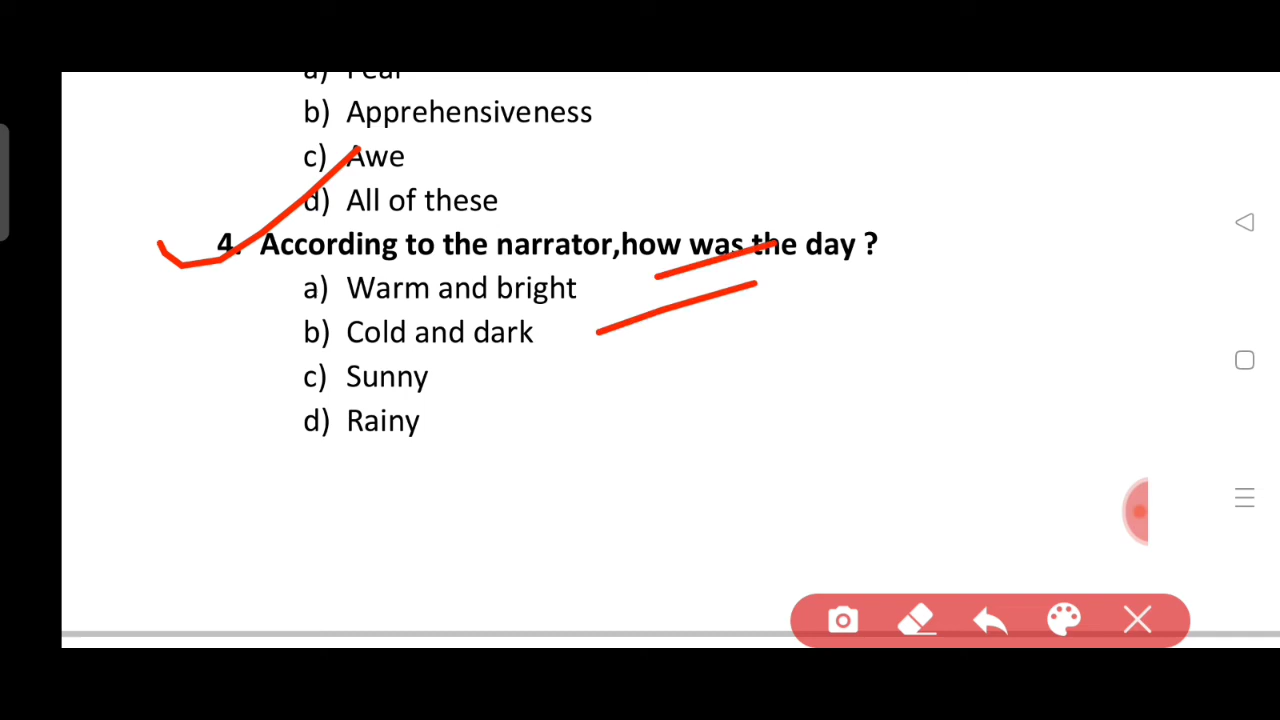 a) Fear
b) Apprehensiveness
c) Awe
d) All of these
4. According to the narrator,how was the day ?
a) Warm and bright
b) Cold and dark
c) Sunny
d) Rainy